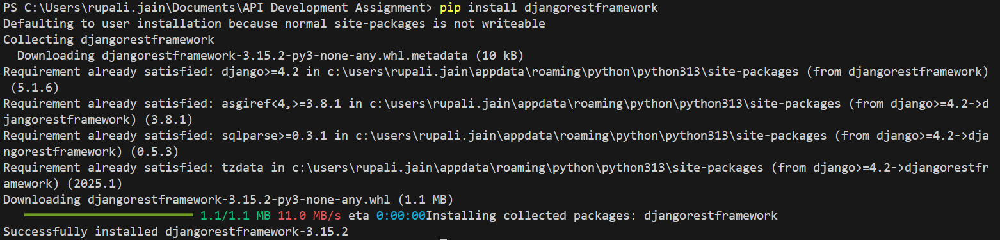 PS C:\Users\rupali.jain\Documents\API Development Assignment> pip install djangorestframework
Defaulting to user installation because normal site-packages is not writeable
Collecting djangorestframework
  Downloading djangorestframework-3.15.2-py3-none-any.whl.metadata (10 kB)
Requirement already satisfied: django>=4.2 in c:\users\rupali.jain\appdata\roaming\python\python313\site-packages (from djangorestframework)
 (5.1.6)
Requirement already satisfied: asgiref<4,>=3.8.1 in c:\users\rupali.jain\appdata\roaming\python\python313\site-packages (from django>=4.2->d
jangorestframework) (3.8.1)
Requirement already satisfied: sqlparse>=0.3.1 in c:\users\rupali.jain\appdata\roaming\python\python313\site-packages (from django>=4.2->dja
ngorestframework) (0.5.3)
Requirement already satisfied: tzdata in c:\users\rupali.jain\appdata\roaming\python\python313\site-packages (from django>=4.2->djangorestfr
amework) (2025.1)
Downloading djangorestframework-3.15.2-py3-none-any.whl (1.1 MB)
1.1/1.1 MB 11.0 MB/s eta 0:00:00Installing collected packages: djangorestframework
Successfully installed djangorestframework-3.15.2